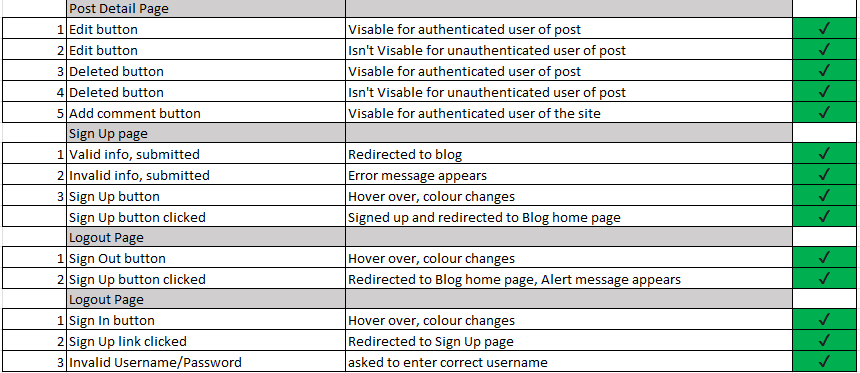 Post Detail Page
1 Edit button Visable for authenticated user of post ✓
2 Edit button Isn't Visable for unauthenticated user of post ✓
3 Deleted button Visable for authenticated user of post ✓
4 Deleted button Isn't Visable for unauthenticated user of post ✓
5 Add comment button Visable for authenticated user of the site ✓
Sign Up page
1 Valid info, submitted Redirected to blog ✓
2 Invalid info, submitted Error message appears ✓
3 Sign Up button Hover over, colour changes ✓
Sign Up button clicked Signed up and redirected to Blog home page ✓
Logout Page
1 Sign Out button Hover over, colour changes ✓
2 Sign Up button clicked Redirected to Blog home page, Alert message appears ✓
Logout Page
1 Sign In button Hover over, colour changes ✓
2 Sign Up link clicked Redirected to Sign Up page ✓
3 Invalid Username/Password asked to enter correct username ✓